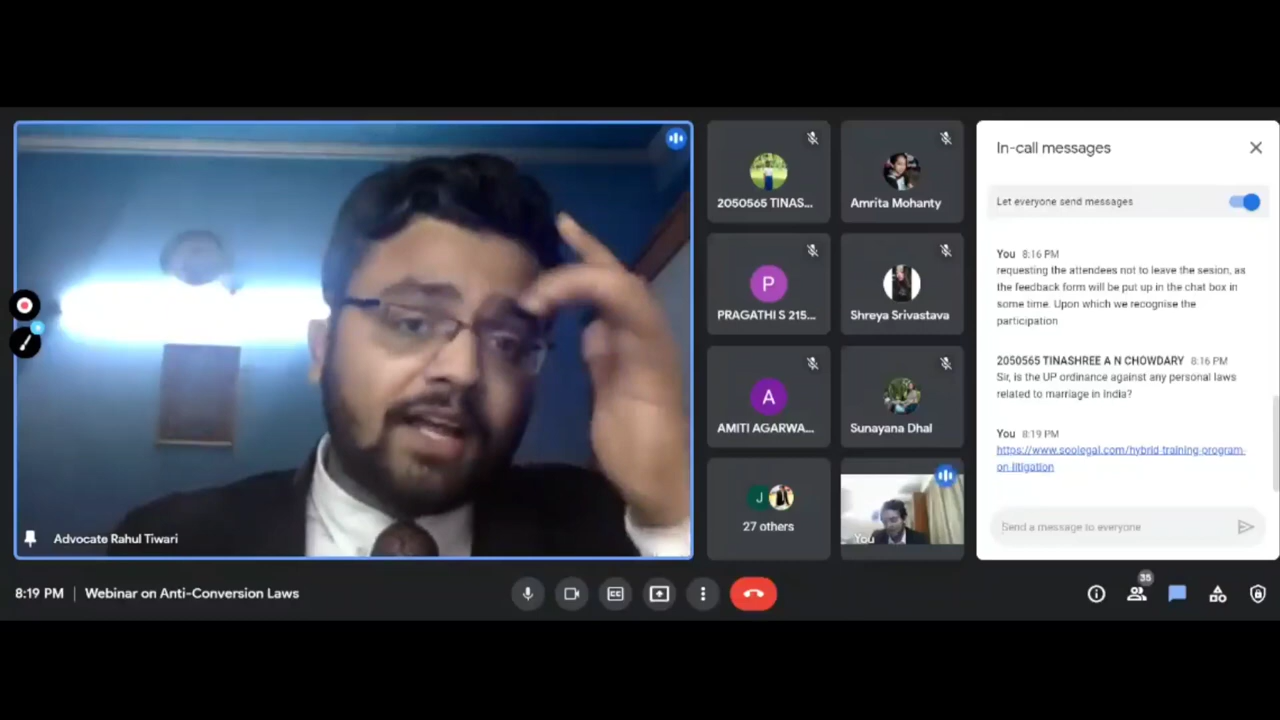 2050565 TINAS...
Amrita Mohanty
P
PRAGATHI S 215...
Shreya Srivastava
A
AMITI AGARWA...
Sunayana Dhal
J
27 others
You
Advocate Rahul Tiwari
In-call messages
Let everyone send messages
You 8:16 PM
requesting the attendees not to leave the sesion, as
the feedback form will be put up in the chat box in
some time. Upon which we recognise the
participation
2050565 TINASHREE A N CHOWDARY 8:16 PM
Sir, is the UP ordinance against any personal laws
related to marriage in India?
You 8:19 PM
https://www.soolegal.com/hybrid-training-program-
on-litigation
Send a message to everyone
8:19 PM | Webinar on Anti-Conversion Laws
CC
35